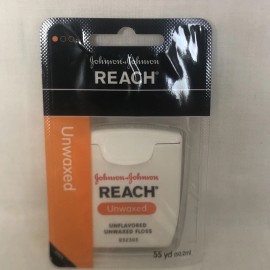 Johnson & Johnson
REACH®
Unwaxed
Johnson & Johnson
REACH®
Unwaxed
UNFLAVORED
UNWAXED FLOSS
55 yd